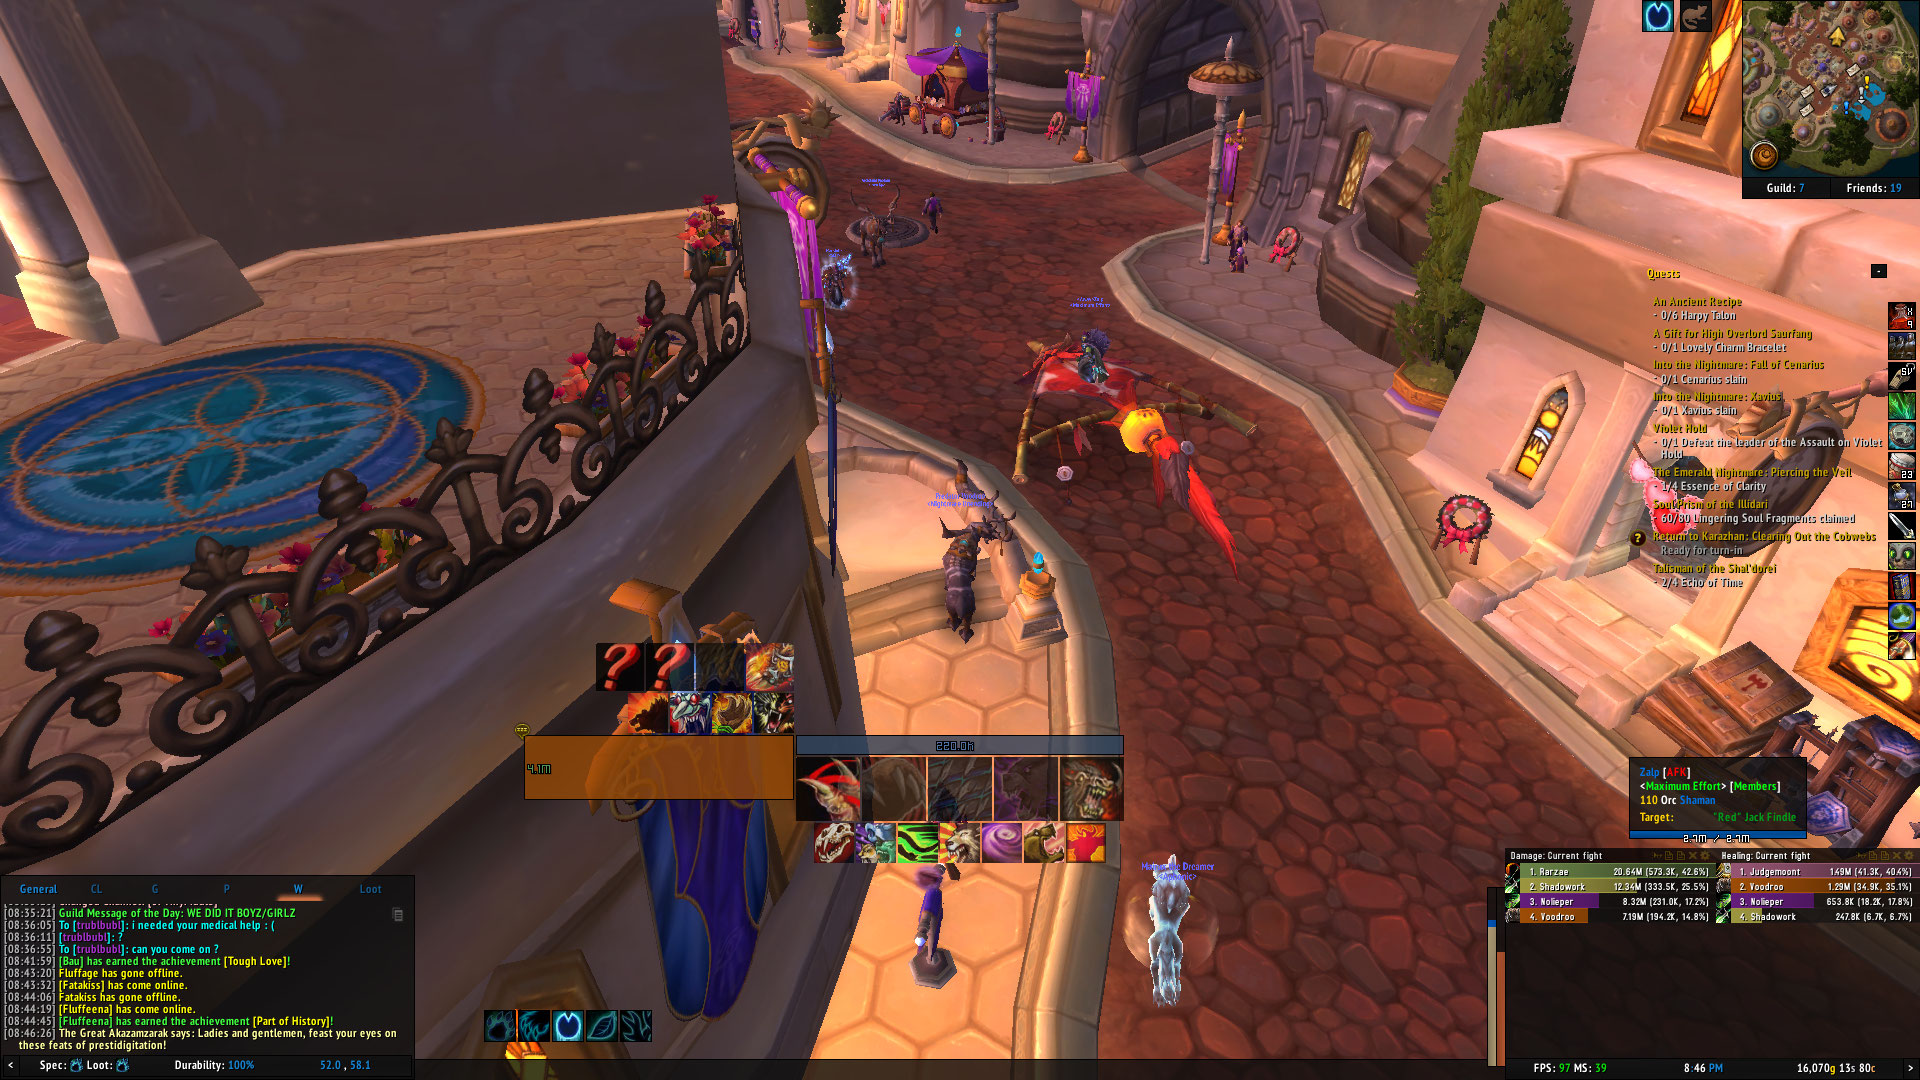 Guild: 7
Friends: 19
Quests
-
An Ancient Recipe
- 0/6 Harpy Talon
A Gift for High Overlord Saurfang
- 0/1 Lovely Charm Bracelet
Into the Nightmare: Fall of Cenarius
- 0/1 Cenarius slain
Into the Nightmare: Xavius
- 0/1 Xavius slain
Violet Hold
- 0/1 Defeat the leader of the Assault on Violet
Hold
The Emerald Nightmare: Piercing the Veil
- 1/4 Essence of Clarity
Soul Prism of the Illidari
- 60/80 Lingering Soul Fragments claimed
? Return to Karazhan: Clearing Out the Cobwebs
Ready for turn-in
Talisman of the Shal'dorei
- 2/4 Echo of Time
X
9
SV
23
27
4.1M
220.0K
Zalp [AFK]
<Maximum Effort> [Members]
110 Orc Shaman
Target: "Red" Jack Findle
2.7M / 2.7M
Damage: Current fight
1. Rarzae 20.64M (573.3K, 42.6%)
2. Shadowork 12.34M (333.5K, 25.5%)
3. Nolieper 8.32M (231.0K, 17.2%)
4. Voodroo 7.19M (194.2K, 14.8%)
Healing: Current fight
1. Judgemoont 1.49M (41.3K, 40.4%)
2. Voodroo 1.29M (34.9K, 35.1%)
3. Nolieper 653.8K (18.2K, 17.8%)
4. Shadowork 247.8K (6.7K, 6.7%)
General CL G P W Loot
[08:35:21] Guild Message of the Day: WE DID IT BOYZ/GIRLZ
[08:36:05] To [trublbubl]: i needed your medical help : (
[08:36:11] [trublbubl]: ?
[08:36:55] To [trublbubl]: can you come on ?
[08:41:59] [Bau] has earned the achievement [Tough Love]!
[08:43:20] Fluffage has gone offline.
[08:43:32] [Fatakiss] has come online.
[08:44:06] Fatakiss has gone offline.
[08:44:19] [Fluffeena] has come online.
[08:44:45] [Fluffeena] has earned the achievement [Part of History]!
[08:46:26] The Great Akazamzarak says: Ladies and gentlemen, feast your eyes on
these feats of prestidigitation!
< Spec: Loot: Durability: 100% 52.0 , 58.1
FPS: 97 MS: 39 8:46 PM 16,070g 13s 80c >